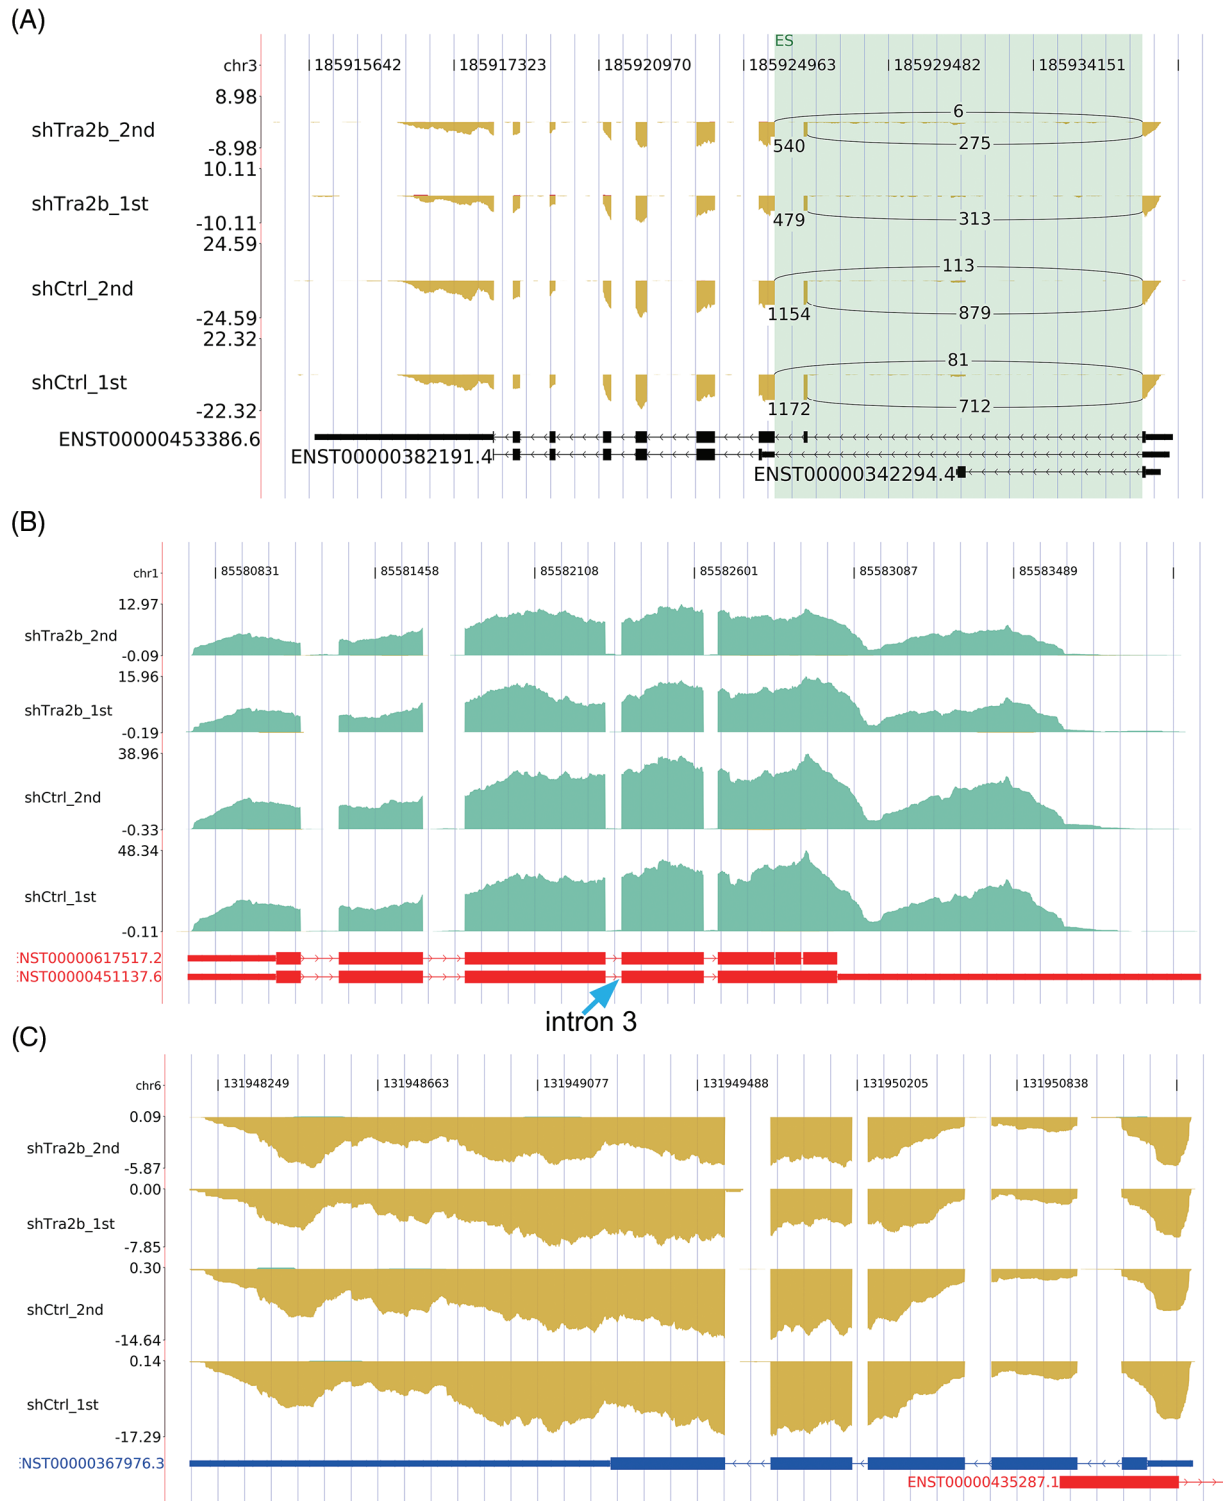 (A)
ES
chr3 185915642 185917323 185920970 185924963 185929482 185934151
8.98
6
shTra2b_2nd
540 275
-8.98
10.11
shTra2b_1st
479 313
-10.11
24.59
113
shCtrl_2nd
1154 879
-24.59
22.32
81
shCtrl_1st
1172 712
-22.32
ENST00000453386.6
ENST00000382191.4
ENST00000342294.4
(B)
chr1 85580831 85581458 85582108 85582601 85583087 85583489
12.97
shTra2b_2nd
-0.09
15.96
shTra2b_1st
-0.19
38.96
shCtrl_2nd
-0.33
48.34
shCtrl_1st
-0.11
:NST00000617517.2
:NST00000451137.6
intron 3
(C)
chr6 131948249 131948663 131949077 131949488 131950205 131950838
0.09
shTra2b_2nd
-5.87
0.00
shTra2b_1st
-7.85
0.30
shCtrl_2nd
-14.64
0.14
shCtrl_1st
-17.29
:NST00000367976.3
ENST00000435287.1